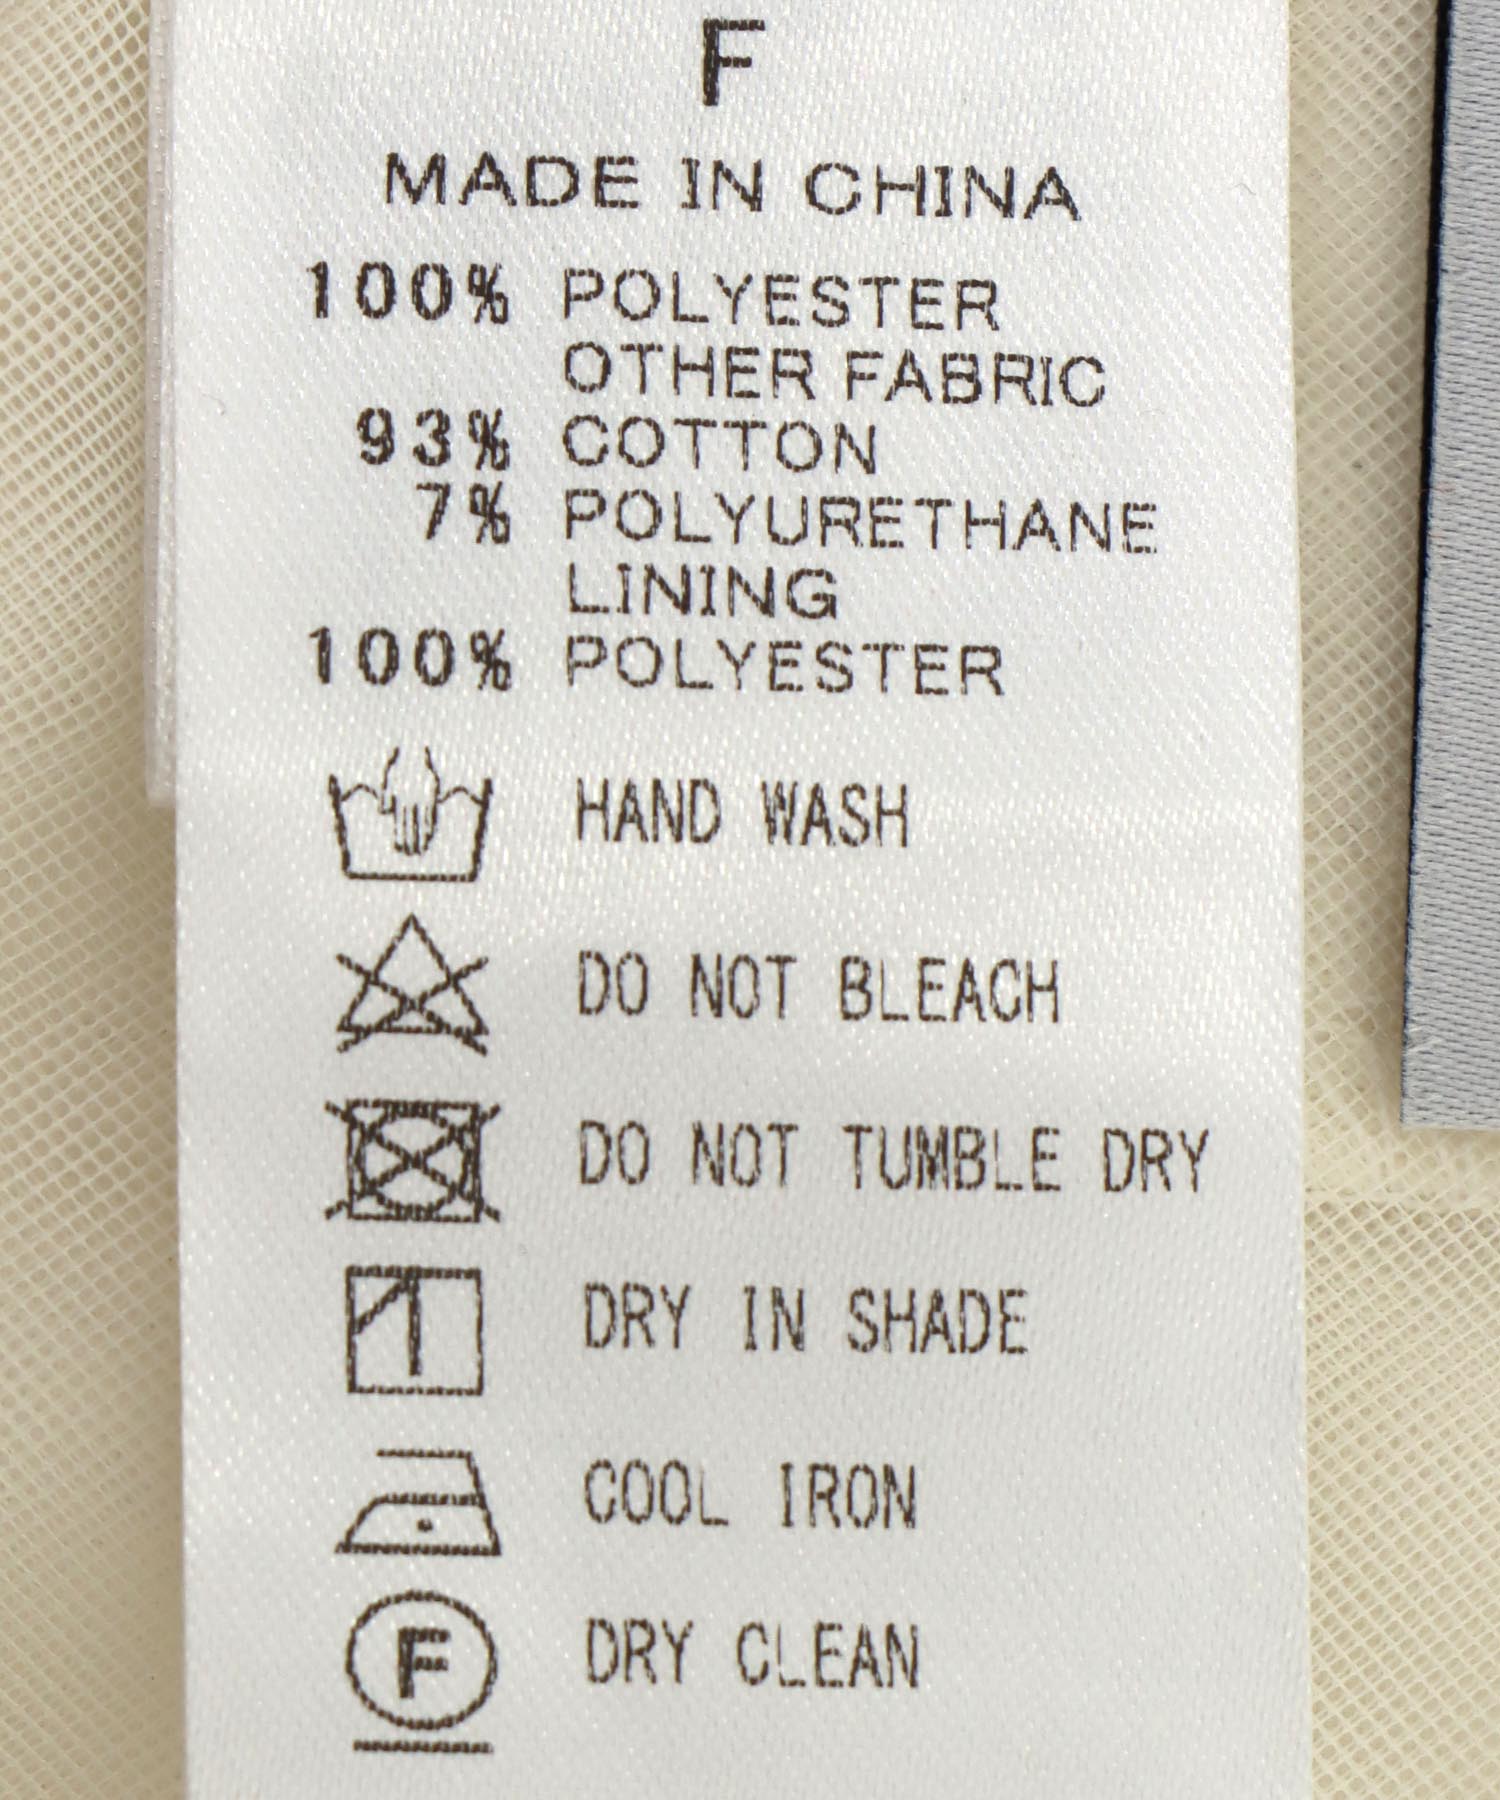 F
MADE IN CHINA
100% POLYESTER
OTHER FABRIC
93% COTTON
7% POLYURETHANE
LINING
100% POLYESTER
HAND WASH
DO NOT BLEACH
DO NOT TUMBLE DRY
DRY IN SHADE
COOL IRON
F DRY CLEAN